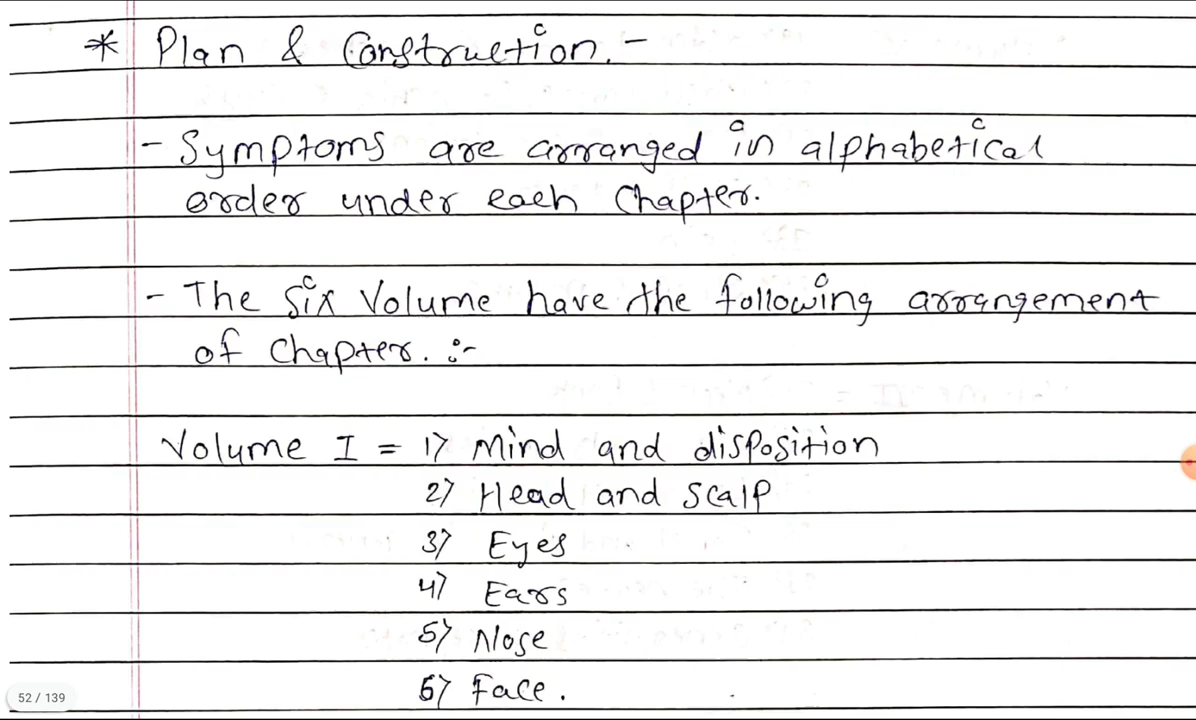 * Plan & Construction. -
- Symptoms are arranged in alphabetical
order under each Chapter.
- The Six Volume have the following arrangement
of Chapter. :-
Volume I = 1) Mind and disposition
2) Head and Scalp
3) Eyes
4) Ears
5) Nose
6) Face.
52 / 139